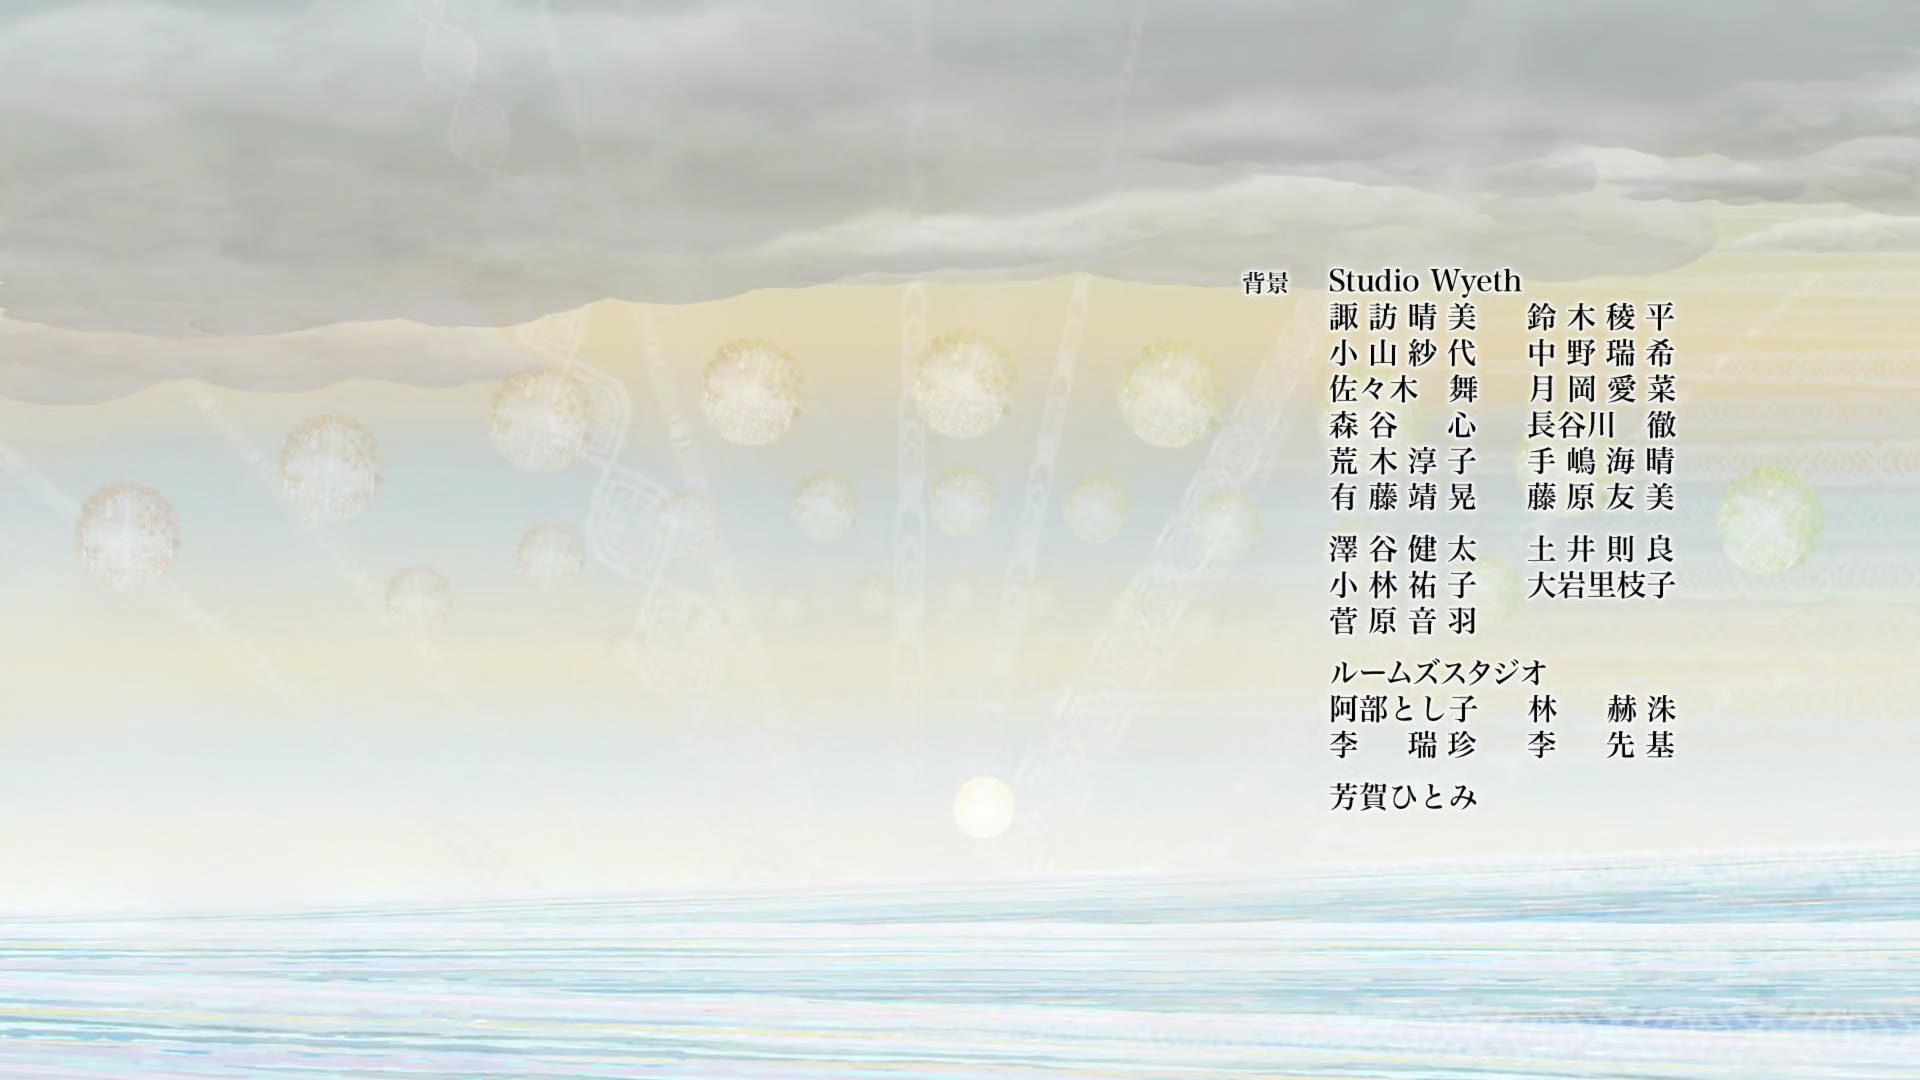 背景 Studio Wyeth
諏訪晴美 鈴木稜平
小山紗代 中野瑞希
佐々木 舞 月岡愛菜
森谷 心 長谷川 徹
荒木淳子 手嶋海晴
有藤靖晃 藤原友美
澤谷健太 土井則良
小林祐子 大岩里枝子
菅原音羽
ルームズスタジオ
阿部とし子 林 赫洙
李 瑞珍 李 先基
芳賀ひとみ